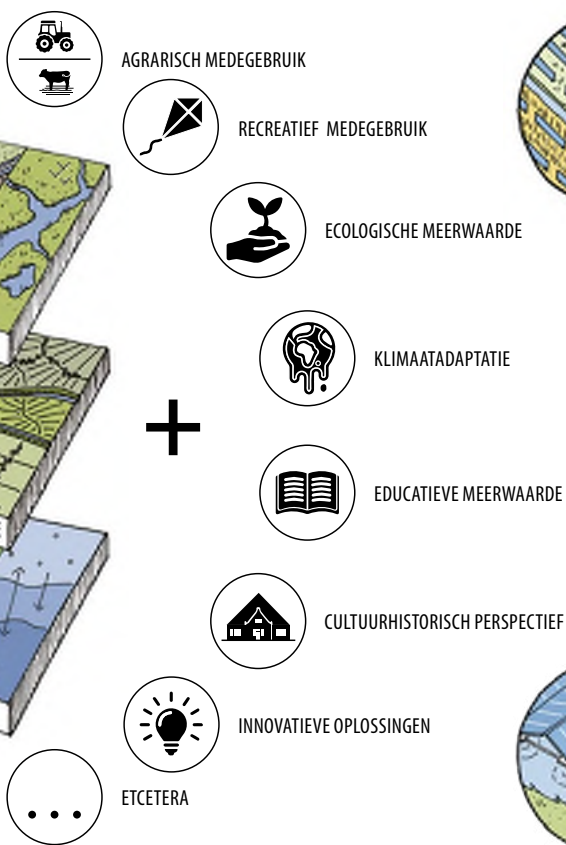 AGRARISCH MEDEGEBRUIK
RECREATIEF MEDEGEBRUIK
ECOLOGISCHE MEERWAARDE
KLIMAATADAPTATIE
+
EDUCATIEVE MEERWAARDE
CULTUURHISTORISCH PERSPECTIEF
INNOVATIEVE OPLOSSINGEN
...
ETCETERA